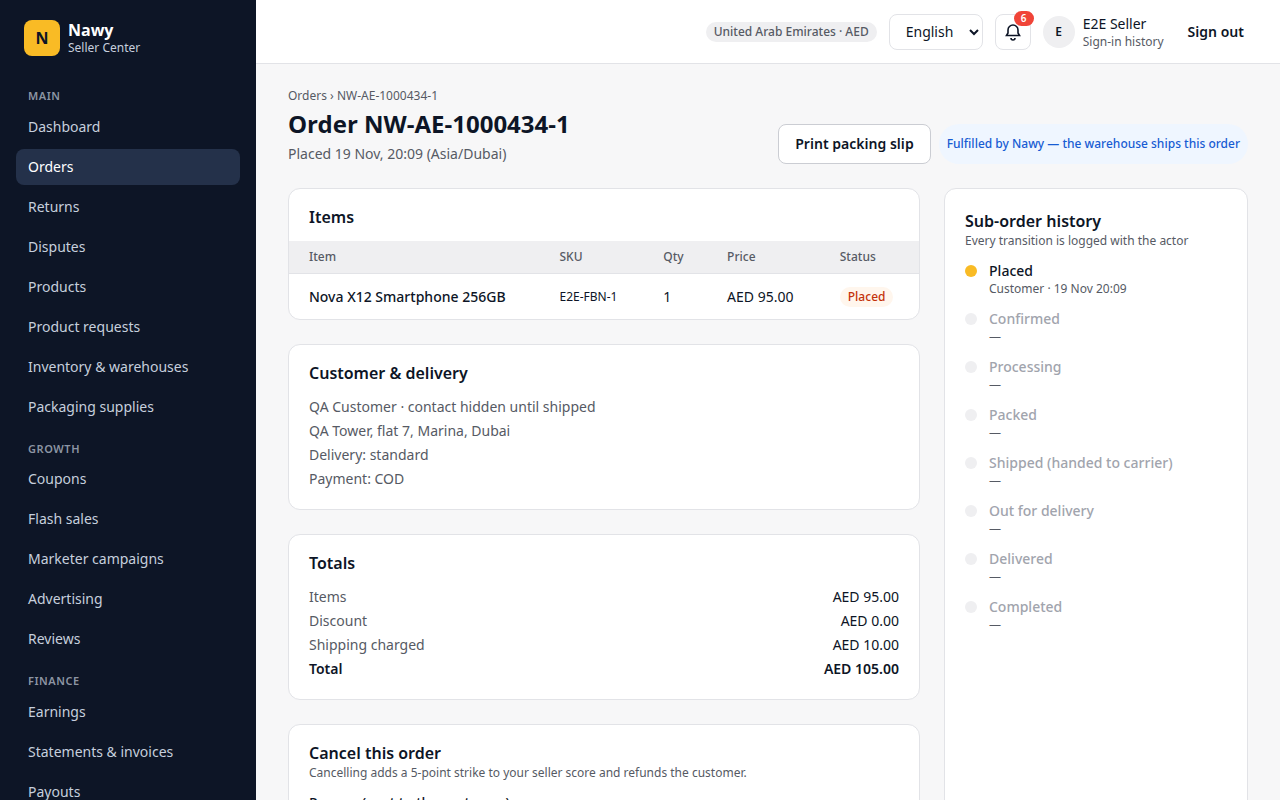 N
Nawy
Seller Center
MAIN
Dashboard
Orders
Returns
Disputes
Products
Product requests
Inventory & warehouses
Packaging supplies
GROWTH
Coupons
Flash sales
Marketer campaigns
Advertising
Reviews
FINANCE
Earnings
Statements & invoices
Payouts
United Arab Emirates · AED
English
6
E
E2E Seller
Sign-in history
Sign out
Orders › NW-AE-1000434-1
Order NW-AE-1000434-1
Placed 19 Nov, 20:09 (Asia/Dubai)
Print packing slip
Fulfilled by Nawy — the warehouse ships this order
Items
Item SKU Qty Price Status
Nova X12 Smartphone 256GB E2E-FBN-1 1 AED 95.00 Placed
Customer & delivery
QA Customer · contact hidden until shipped
QA Tower, flat 7, Marina, Dubai
Delivery: standard
Payment: COD
Totals
Items AED 95.00
Discount AED 0.00
Shipping charged AED 10.00
Total AED 105.00
Cancel this order
Cancelling adds a 5-point strike to your seller score and refunds the customer.
Sub-order history
Every transition is logged with the actor
Placed
Customer · 19 Nov 20:09
Confirmed
—
Processing
—
Packed
—
Shipped (handed to carrier)
—
Out for delivery
—
Delivered
—
Completed
—